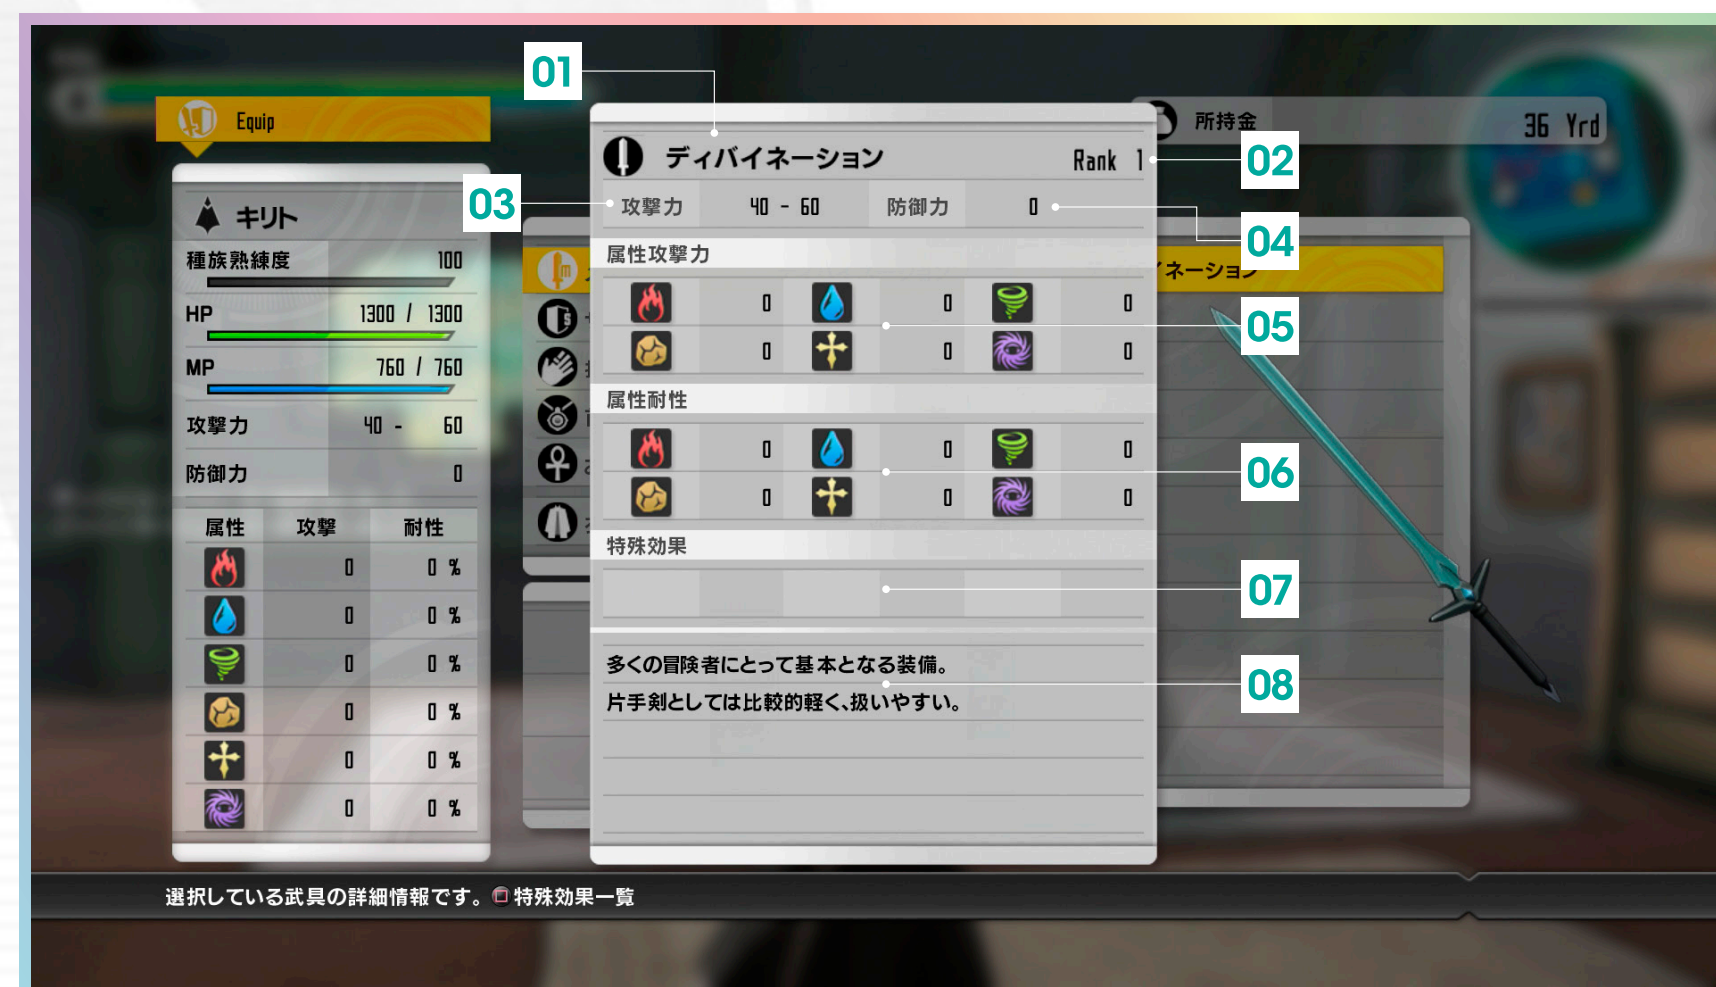 01
Equip
所持金 36 Yrd
ディバイネーション Rank 1
02
03
攻撃力 40 - 60 防御力 0
04
キリト
種族熟練度 100
HP 1300 / 1300
MP 760 / 760
攻撃力 40 - 60
防御力 0
属性 攻撃 耐性
0 0 %
0 0 %
0 0 %
0 0 %
0 0 %
0 0 %
m
s
属性攻撃力
0 0 0
0 0 0
05
属性耐性
0 0 0
0 0 0
06
特殊効果
07
多くの冒険者にとって基本となる装備。
片手剣としては比較的軽く、扱いやすい。
08
イネーション
選択している武具の詳細情報です。 特殊効果一覧